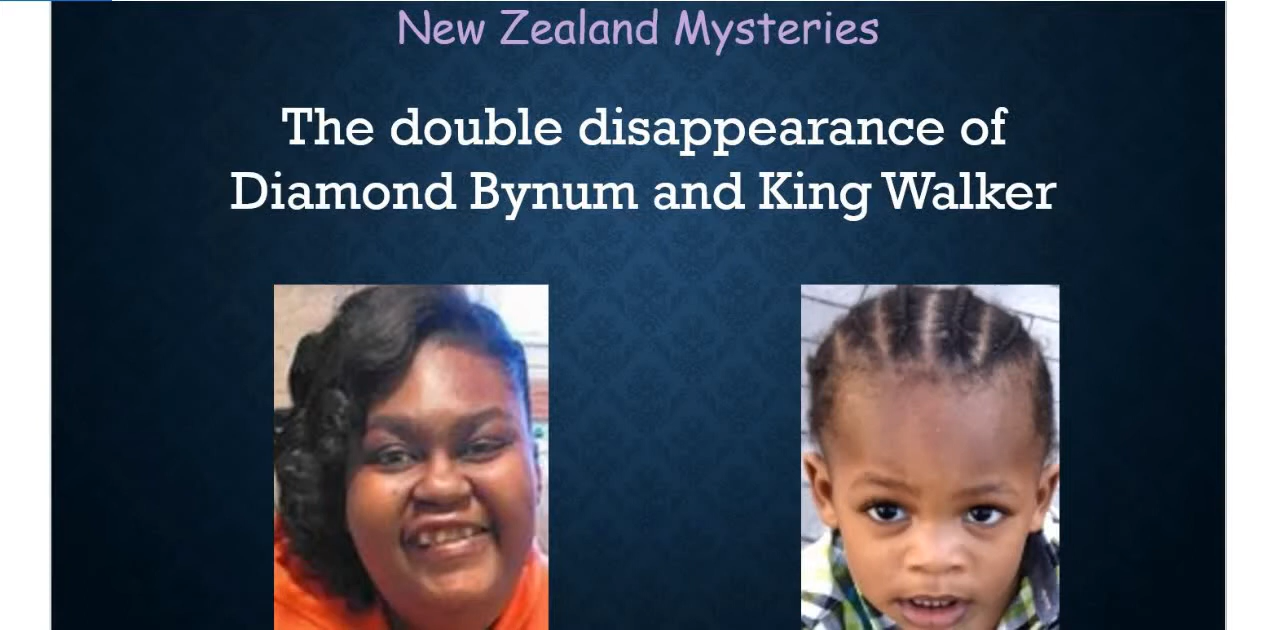 New Zealand Mysteries
The double disappearance of
Diamond Bynum and King Walker